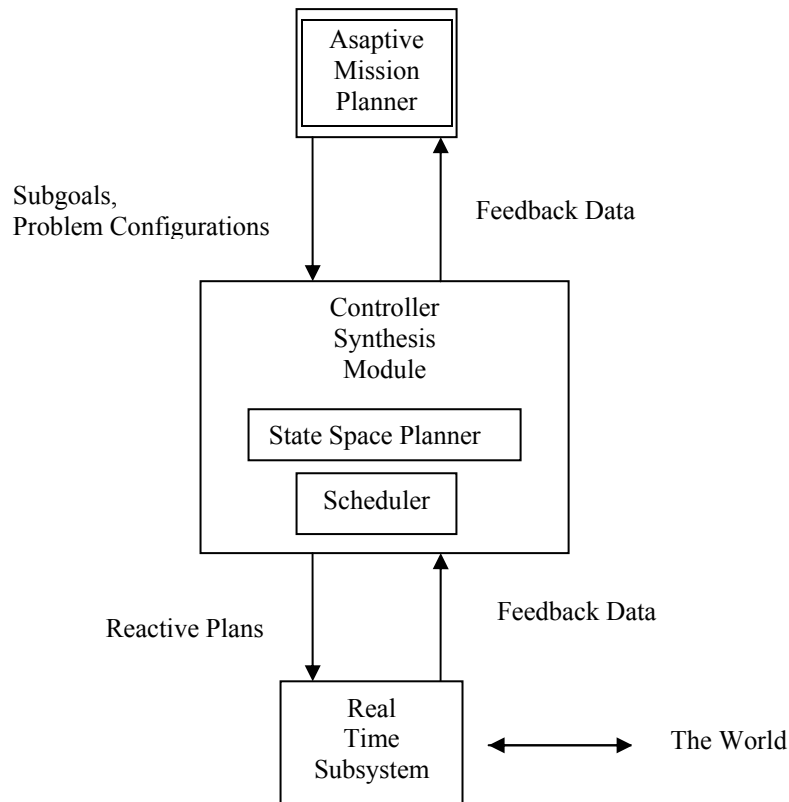 Asaptive
Mission
Planner
Subgoals,
Problem Configurations
Feedback Data
Controller
Synthesis
Module
State Space Planner
Scheduler
Reactive Plans
Feedback Data
Real
Time
Subsystem
The World